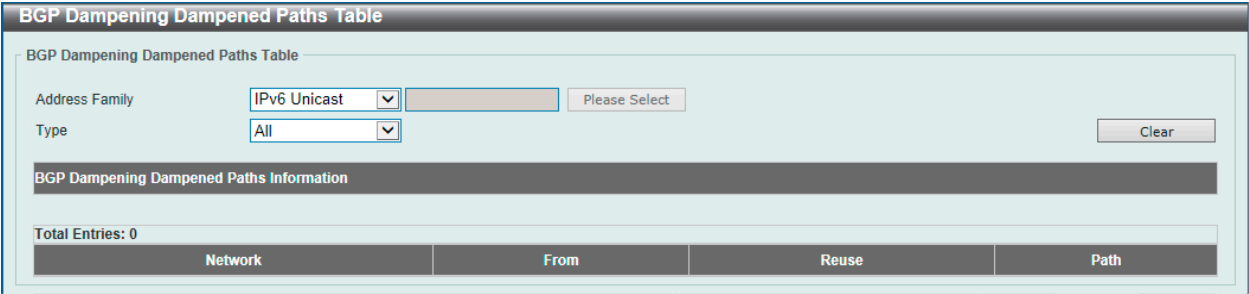 BGP Dampening Dampened Paths Table
BGP Dampening Dampened Paths Table
Address Family IPv6 Unicast Please Select
Type All Clear
BGP Dampening Dampened Paths Information
Total Entries: 0
Network From Reuse Path